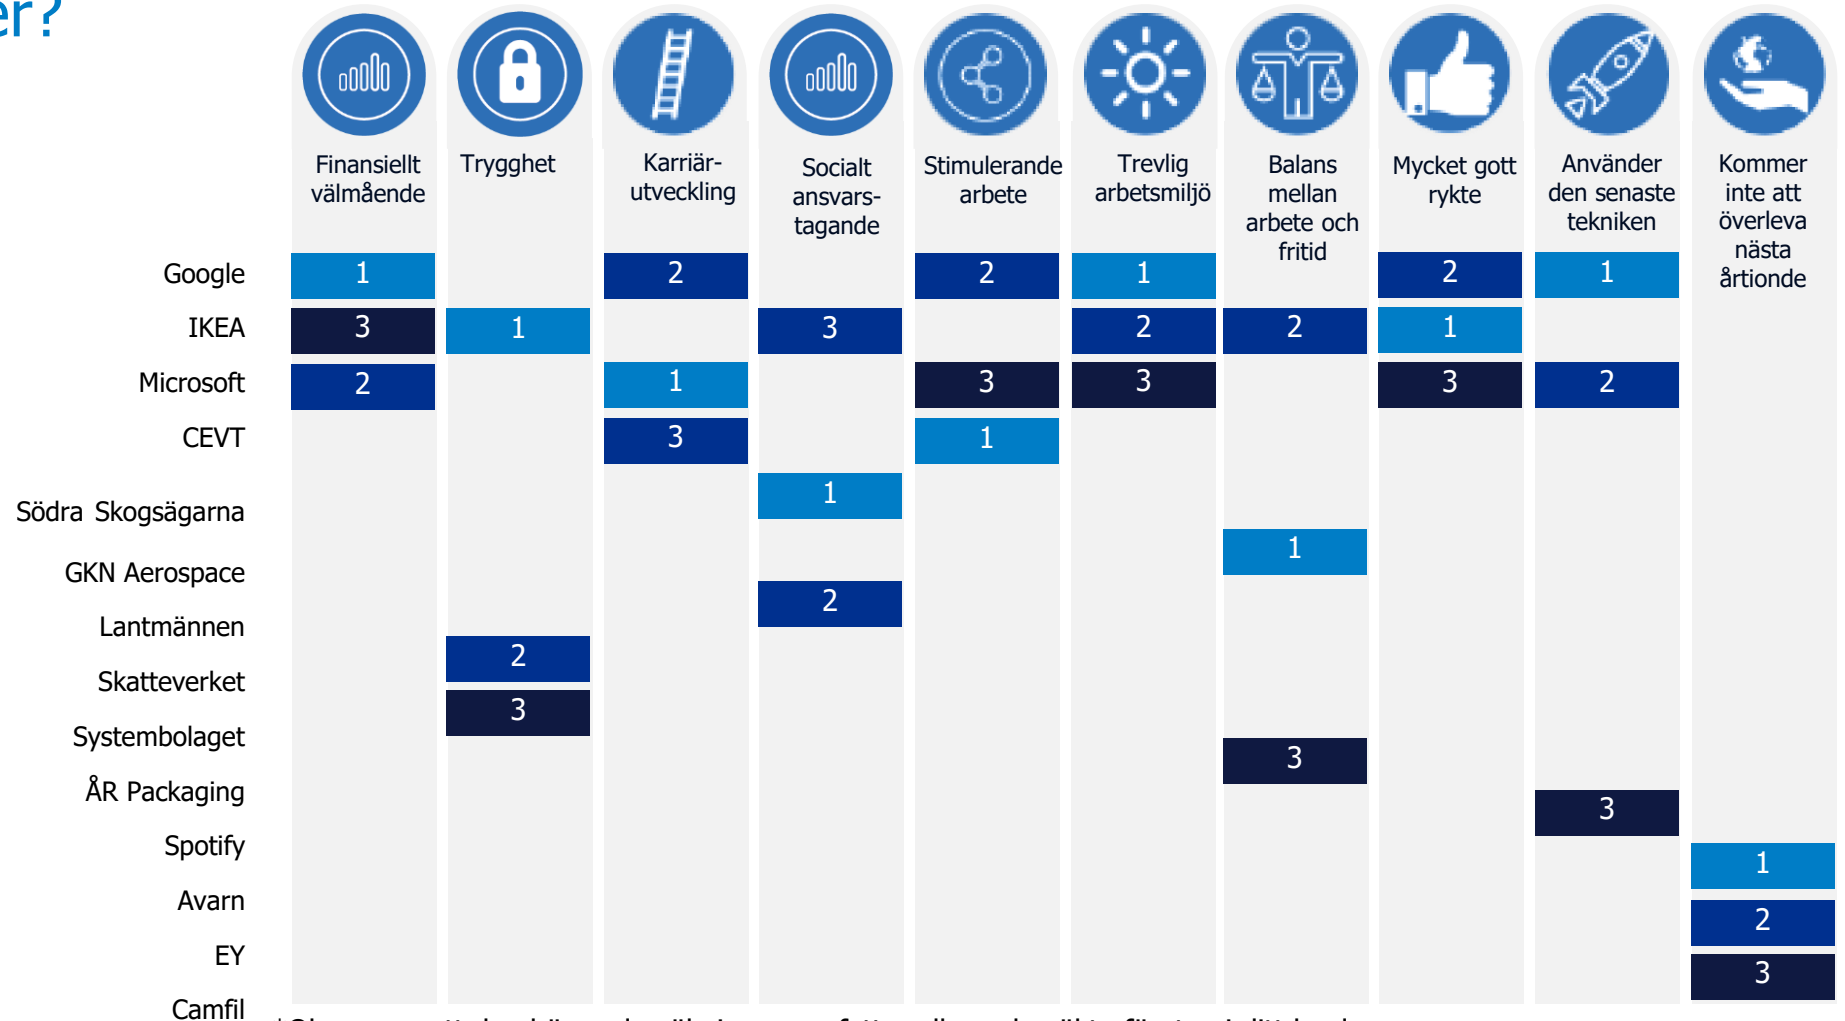 er?
Finansiellt
välmående
Trygghet
Karriär-
utveckling
Socialt
ansvars-
tagande
Stimulerande
arbete
Trevlig
arbetsmiljö
Balans
mellan
arbete och
fritid
Mycket gott
rykte
Använder
den senaste
tekniken
Kommer
inte att
överleva
nästa
årtionde
Google 1 2 2 1 2 1
IKEA 3 1 3 2 2 1
Microsoft 2 1 3 3 3 2
CEVT 3 1
Södra Skogsägarna 1
GKN Aerospace 1
Lantmännen 2
Skatteverket 2
Systembolaget 3
ÅR Packaging 3
Spotify 3
Avarn 1
EY 2
Camfil 3